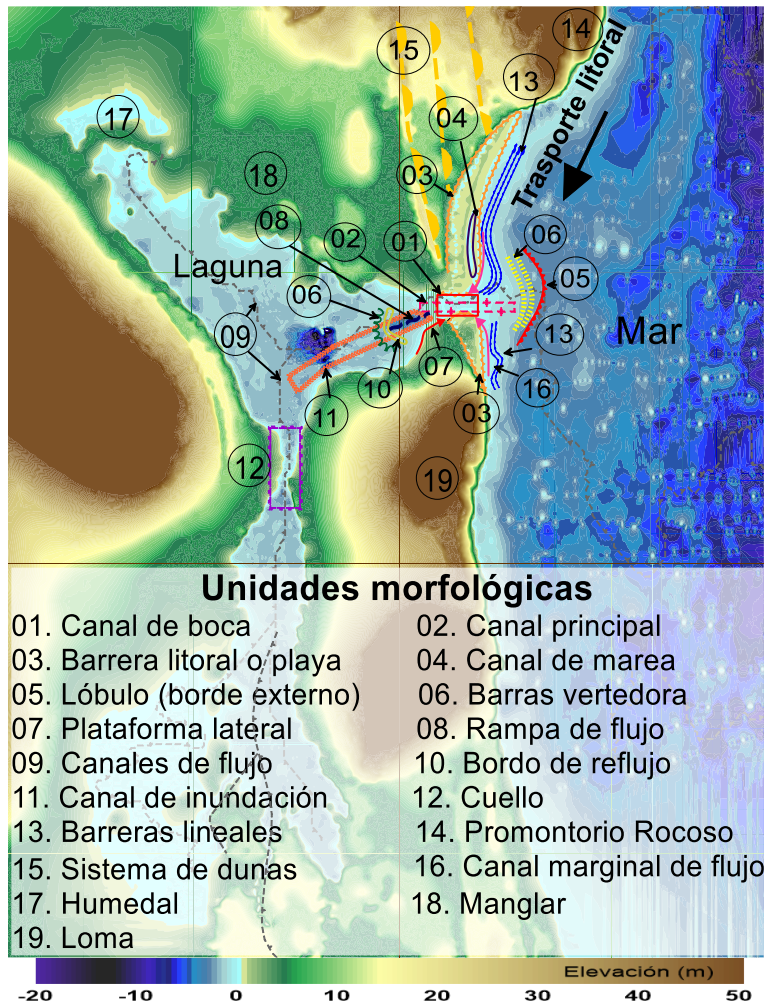 14
15
13
Trasporte litoral
04
17
18
03
08
02
01
06
Laguna
06
05
Mar
09
13
07
10
16
11
03
12
19
Unidades morfológicas
01. Canal de boca
02. Canal principal
03. Barrera litoral o playa
04. Canal de marea
05. Lóbulo (borde externo)
06. Barras vertedora
07. Plataforma lateral
08. Rampa de flujo
09. Canales de flujo
10. Bordo de reflujo
11. Canal de inundación
12. Cuello
13. Barreras lineales
14. Promontorio Rocoso
15. Sistema de dunas
16. Canal marginal de flujo
17. Humedal
18. Manglar
19. Loma
Elevación (m)
-20 -10 0 10 20 30 40 50